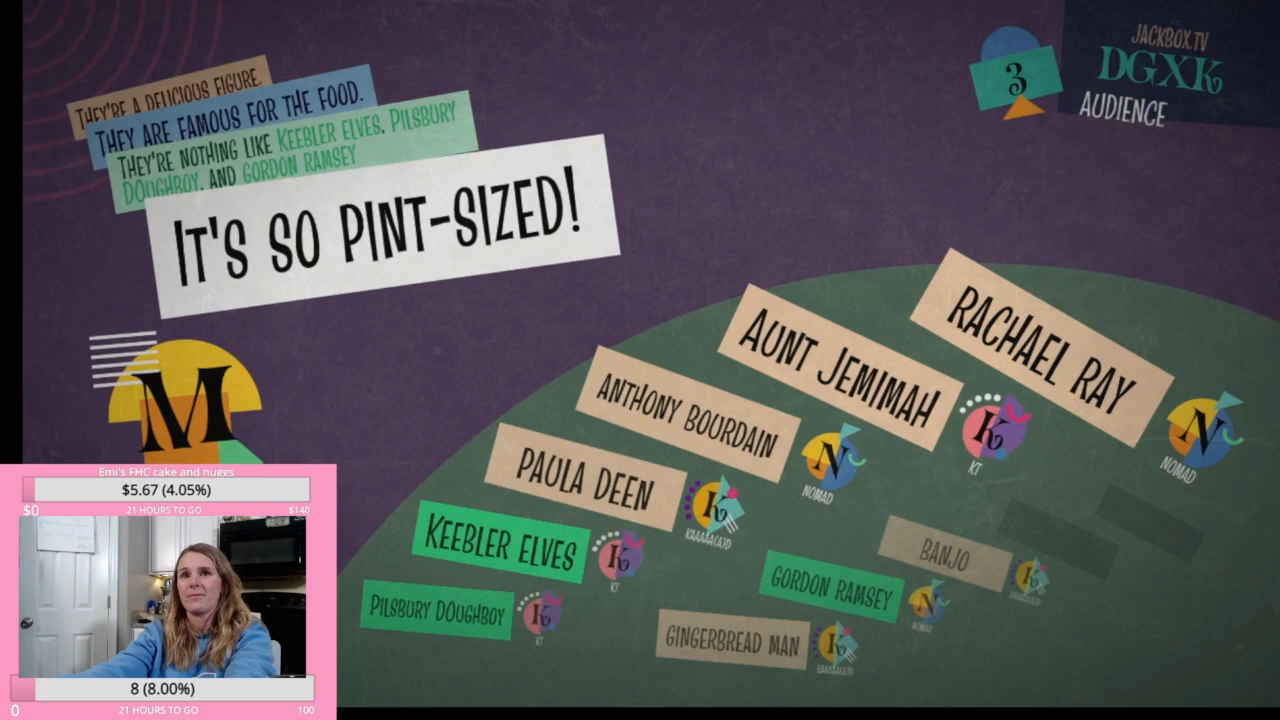 THEY'RE A DELICIOUS FIGURE.
THEY ARE FAMOUS FOR THE FOOD.
THEY'RE NOTHING LIKE KEEBLER ELVES, PILSBURY
DOUGHBOY, AND GORDON RAMSEY
IT'S SO PINT-SIZED!
3
JACKBOX.TV
DGXK
AUDIENCE
M
RACHAEL RAY
N
NOMAD
AUNT JEMIMAH
K
KT
ANTHONY BOURDAIN
N
NOMAD
PAULA DEEN
K
KAAAAA(A)D
KEEBLER ELVES
K
KT
BANJO
K
KAAAAA(A)D
GORDON RAMSEY
N
NOMAD
PILSBURY DOUGHBOY
K
KT
GINGERBREAD MAN
K
KAAAAA(A)D
Emi's FHC cake and nuggs
$5.67 (4.05%)
$0 21 HOURS TO GO $140
8 (8.00%)
0 21 HOURS TO GO 100